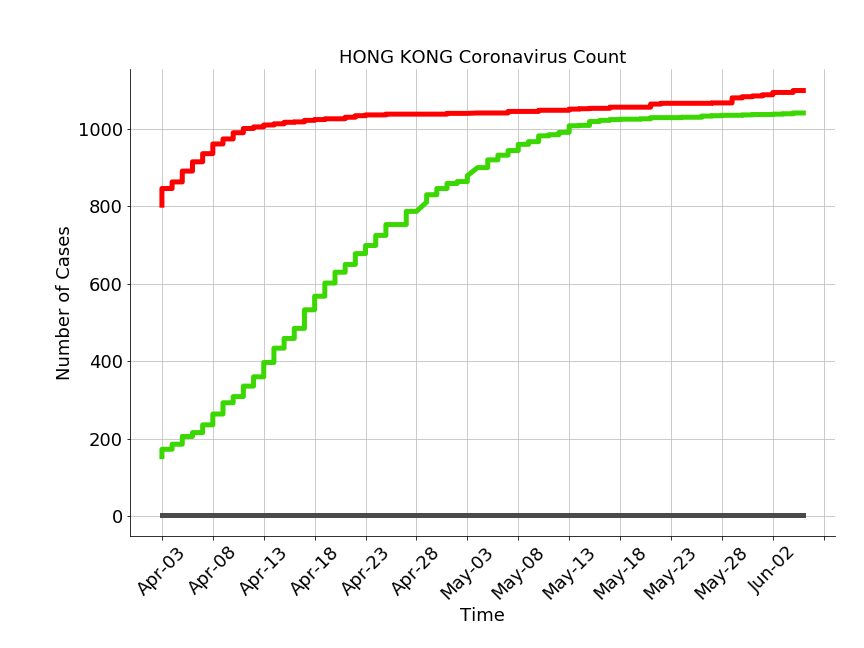 HONG KONG Coronavirus Count
Number of Cases
1000
800
600
400
200
0
Apr-03
Apr-08
Apr-13
Apr-18
Apr-23
Apr-28
May-03
May-08
May-13
May-18
May-23
May-28
Jun-02
Time